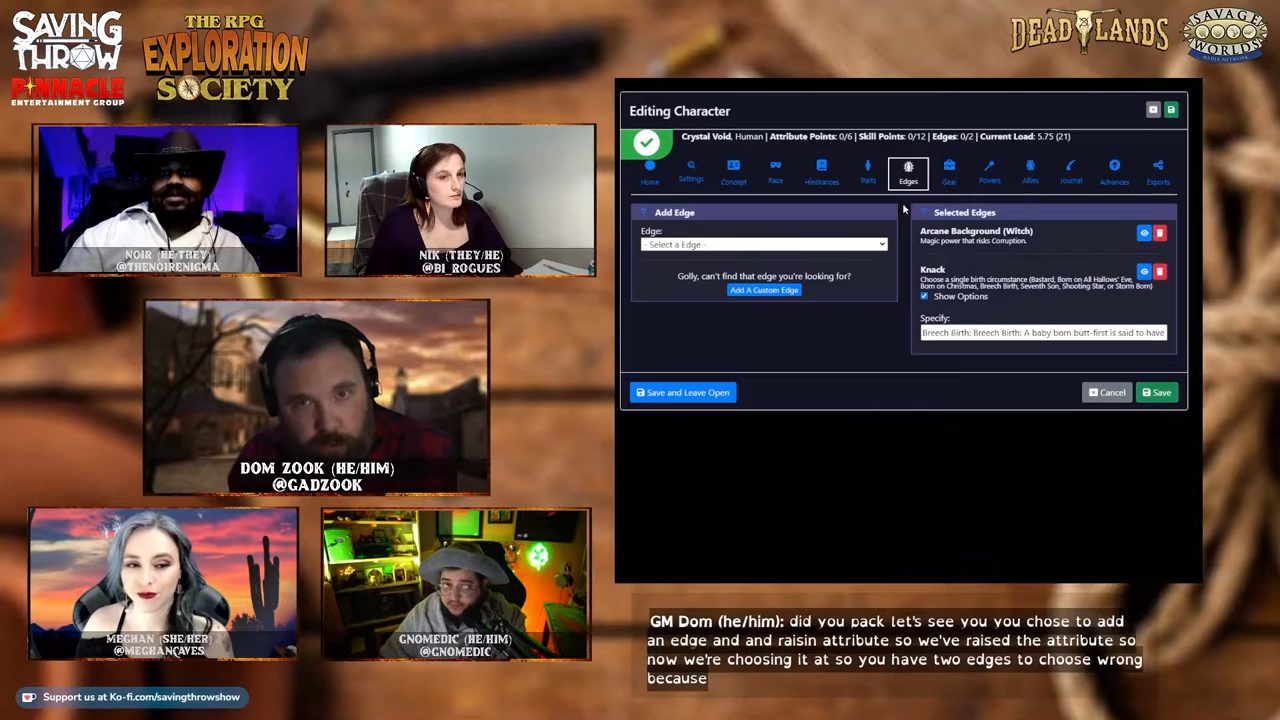 SAVING
THROW
PINNACLE
ENTERTAINMENT GROUP
THE RPG
EXPLORATION
SOCIETY
DEADLANDS
SAVAGE
WORLDS
MEDIA NETWORK
NOIR (HE/THEY)
@THENOIRENIGMA
NIK (THEY/HE)
@BI_ROGUES
DOM ZOOK (HE/HIM)
@GADZOOK
MEGHAN (SHE/HER)
@MEGHANCAVES
GNOMEDIC (HE/HIM)
@GNOMEDIC
Support us at Ko-fi.com/savingthrowshow
Editing Character
Crystal Void, Human | Attribute Points: 0/6 | Skill Points: 0/12 | Edges: 0/2 | Current Load: 5.75 (21)
Home Settings Concept Race Hindrances Traits Edges Gear Powers Allies Journal Advances Exports
Add Edge
Edge:
- Select a Edge -
Golly, can't find that edge you're looking for?
Add A Custom Edge
Selected Edges
Arcane Background (Witch)
Magic power that risks Corruption.
Knack
Choose a single birth circumstance (Bastard, Born on All Hallows' Eve,
Born on Christmas, Breech Birth, Seventh Son, Shooting Star, or Storm Born)
Show Options
Specify:
Breech Birth: Breech Birth: A baby born butt-first is said to have
Save and Leave Open
Cancel
Save
GM Dom (he/him): did you pack let's see you you chose to add
an edge and and raisin attribute so we've raised the attribute so
now we're choosing it at so you have two edges to choose wrong
because